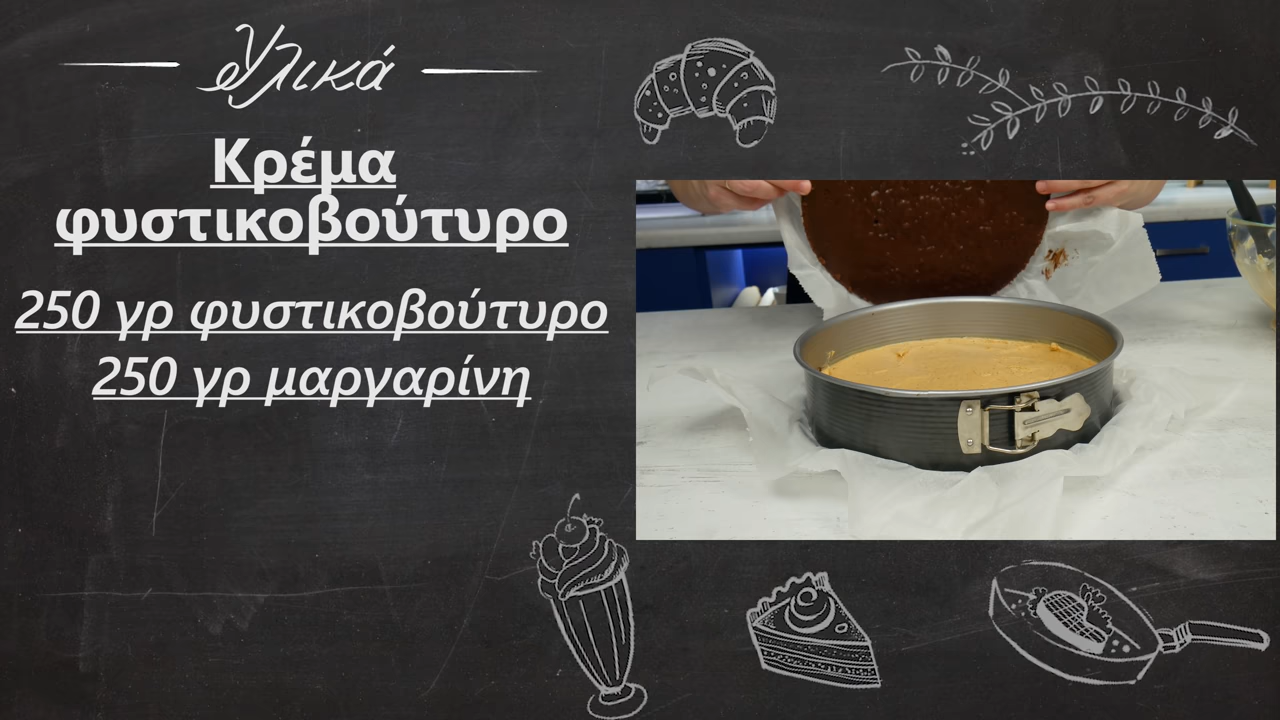 Υλικά
Κρέμα
φυστικοβούτυρο
250 γρ φυστικοβούτυρο
250 γρ μαργαρίνη